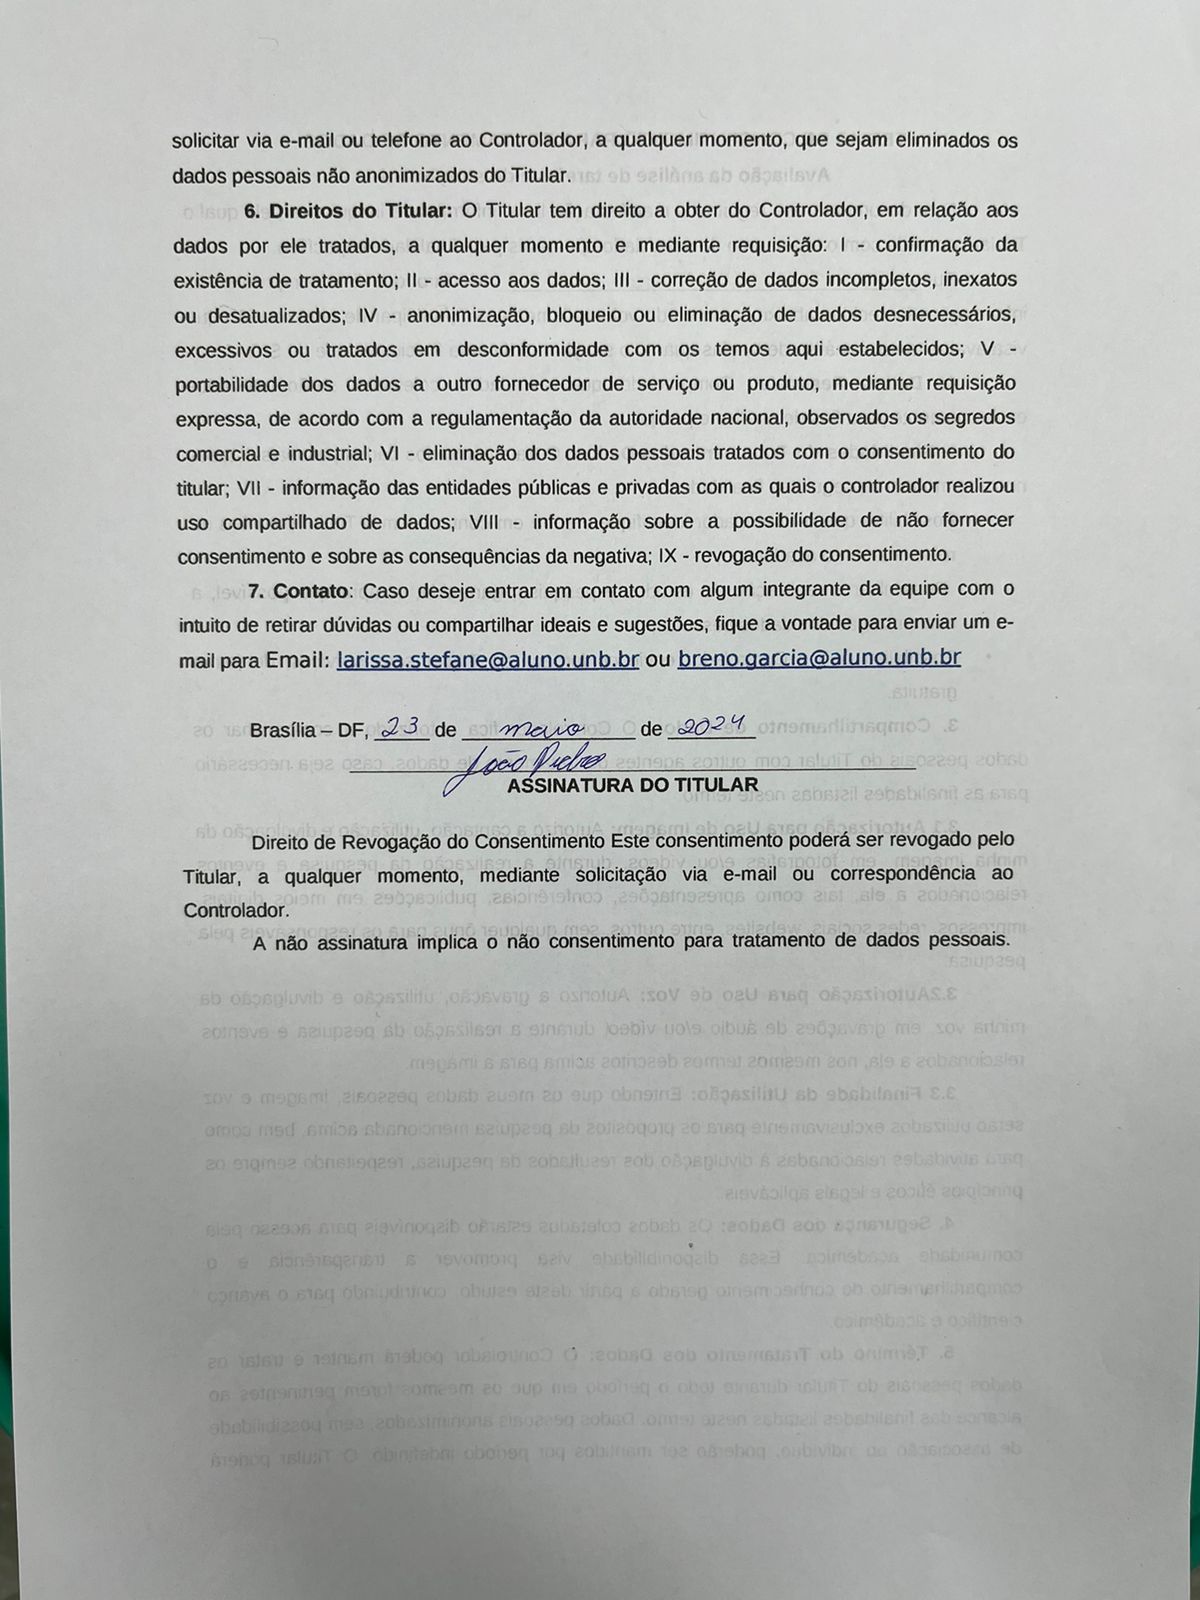 solicitar via e-mail ou telefone ao Controlador, a qualquer momento, que sejam eliminados os
dados pessoais não anonimizados do Titular.
6. Direitos do Titular: O Titular tem direito a obter do Controlador, em relação aos
dados por ele tratados, a qualquer momento e mediante requisição: I - confirmação da
existência de tratamento; II - acesso aos dados; III - correção de dados incompletos, inexatos
ou desatualizados; IV - anonimização, bloqueio ou eliminação de dados desnecessários,
excessivos ou tratados em desconformidade com os temos aqui estabelecidos; V -
portabilidade dos dados a outro fornecedor de serviço ou produto, mediante requisição
expressa, de acordo com a regulamentação da autoridade nacional, observados os segredos
comercial e industrial; VI - eliminação dos dados pessoais tratados com o consentimento do
titular; VII - informação das entidades públicas e privadas com as quais o controlador realizou
uso compartilhado de dados; VIII - informação sobre a possibilidade de não fornecer
consentimento e sobre as consequências da negativa; IX - revogação do consentimento.
7. Contato: Caso deseje entrar em contato com algum integrante da equipe com o
intuito de retirar dúvidas ou compartilhar ideais e sugestões, fique a vontade para enviar um e-
mail para Email: larissa.stefane@aluno.unb.br ou breno.garcia@aluno.unb.br
Brasília – DF, 23 de maio de 2024
João Pedro
ASSINATURA DO TITULAR
Direito de Revogação do Consentimento Este consentimento poderá ser revogado pelo
Titular, a qualquer momento, mediante solicitação via e-mail ou correspondência ao
Controlador.
A não assinatura implica o não consentimento para tratamento de dados pessoais.